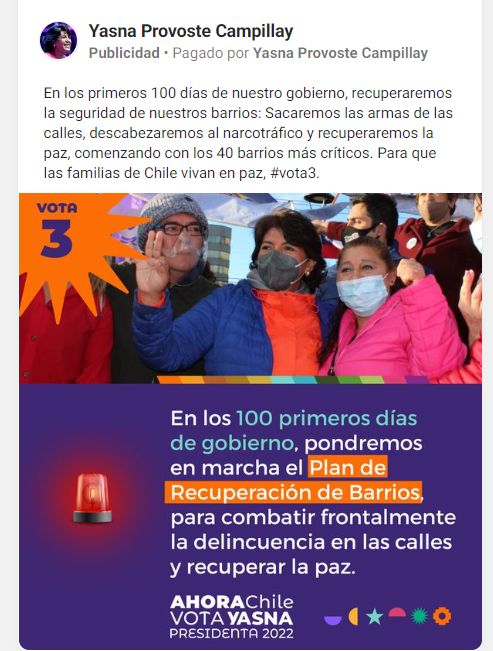 Yasna Provoste Campillay
Publicidad • Pagado por Yasna Provoste Campillay
En los primeros 100 días de nuestro gobierno, recuperaremos
la seguridad de nuestros barrios: Sacaremos las armas de las
calles, descabezaremos al narcotráfico y recuperaremos la
paz, comenzando con los 40 barrios más críticos. Para que
las familias de Chile vivan en paz, #vota3.
VOTA
3
En los 100 primeros días
de gobierno, pondremos
en marcha el Plan de
Recuperación de Barrios,
para combatir frontalmente
la delincuencia en las calles
y recuperar la paz.
AHORAChile
VOTA YASNA
PRESIDENTA 2022